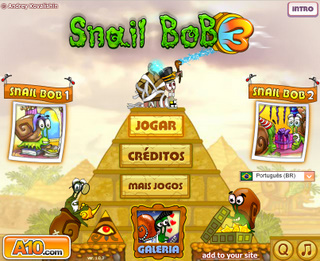 © Andrey Kovalishin
INTRO
Snail Bob 3
SNAIL BOB 1
SNAIL BOB 2
JOGAR
CRÉDITOS
MAIS JOGOS
Português (BR)
GALERIA
A10.com
add to your site
Q